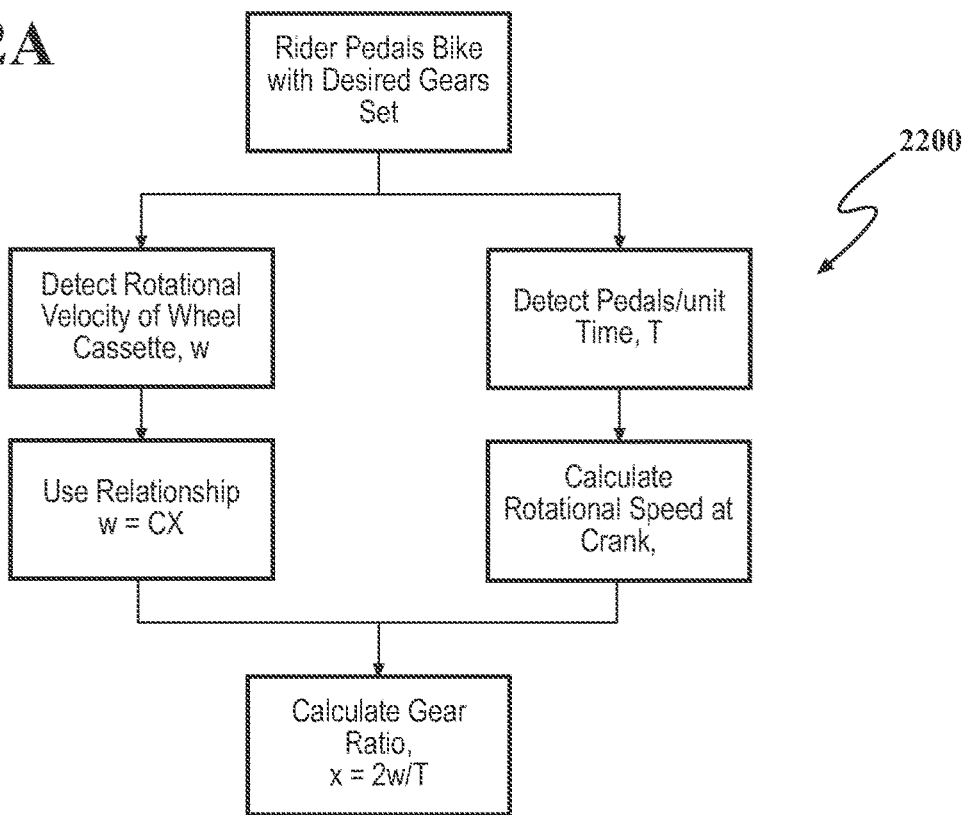 2A
Rider Pedals Bike
with Desired Gears
Set
2200
Detect Rotational
Velocity of Wheel
Cassette, w
Detect Pedals/unit
Time, T
Use Relationship
w = CX
Calculate
Rotational Speed at
Crank,
Calculate Gear
Ratio,
x = 2w/T